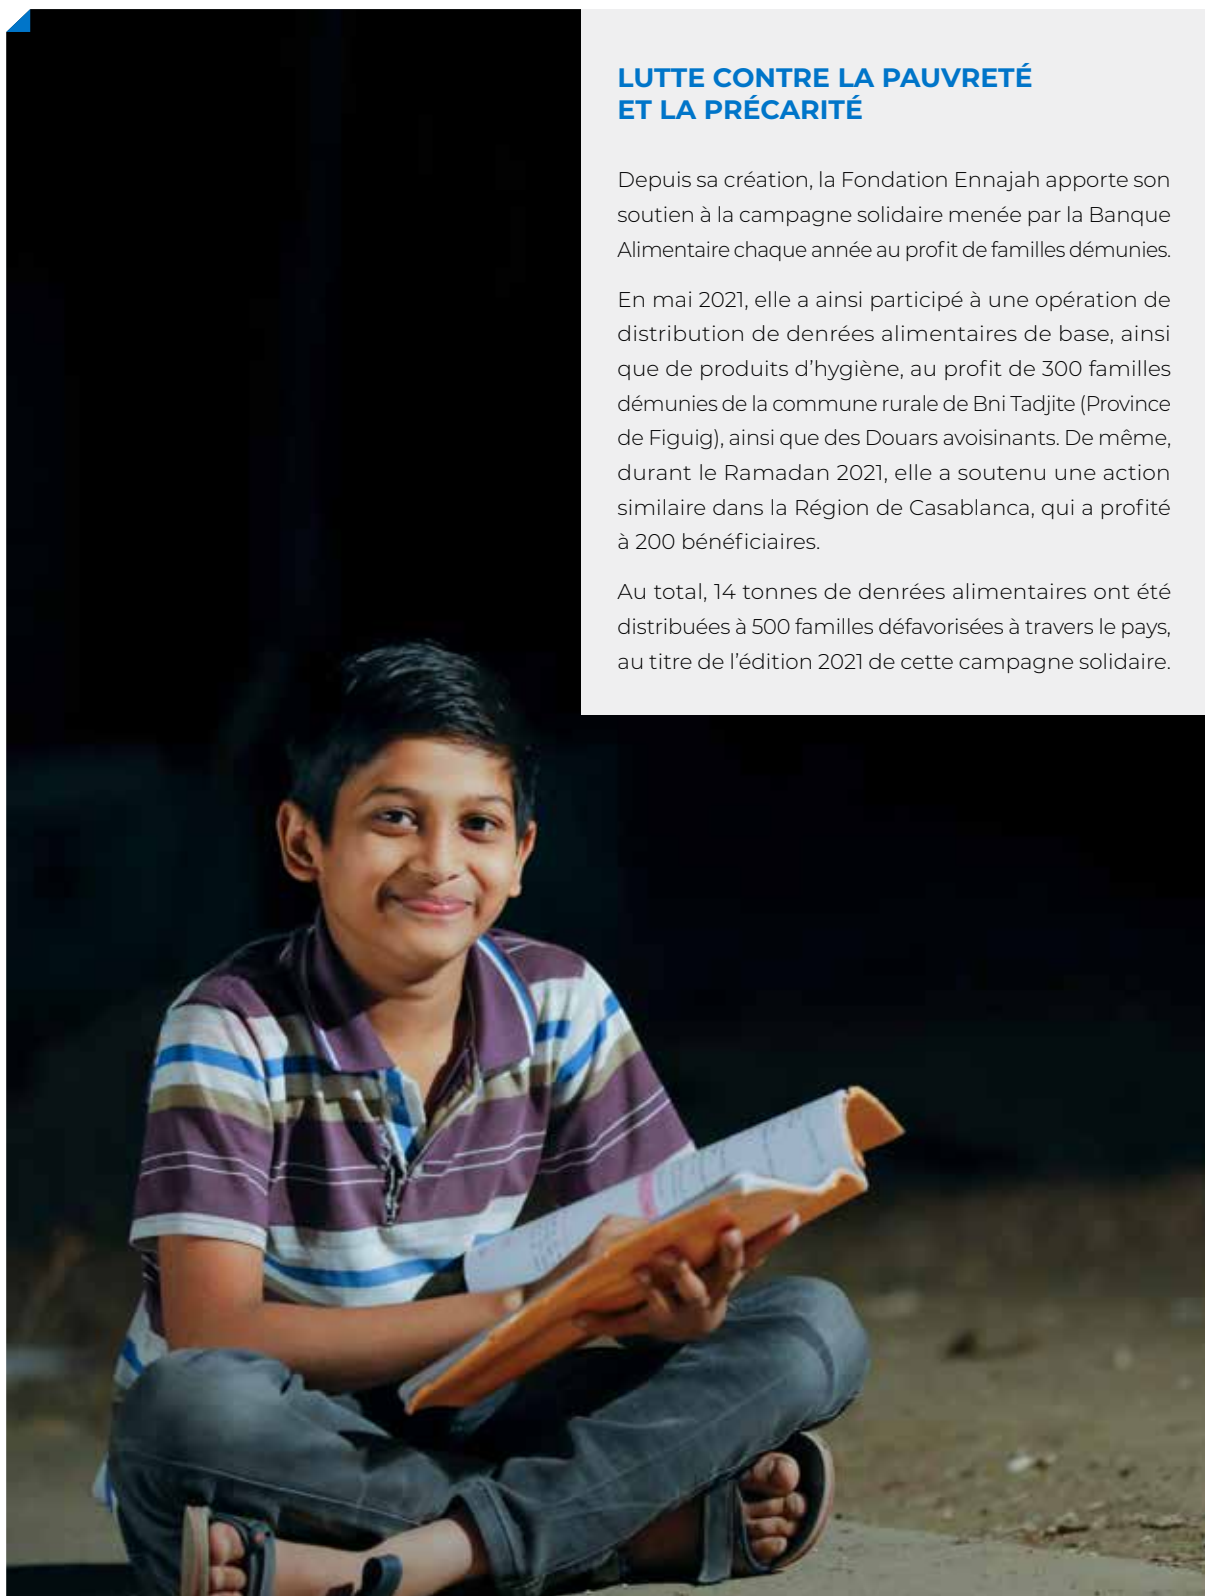 LUTTE CONTRE LA PAUVRETÉ
ET LA PRÉCARITÉ
Depuis sa création, la Fondation Ennajah apporte son
soutien à la campagne solidaire menée par la Banque
Alimentaire chaque année au profit de familles démunies.
En mai 2021, elle a ainsi participé à une opération de
distribution de denrées alimentaires de base, ainsi
que de produits d’hygiène, au profit de 300 familles
démunies de la commune rurale de Bni Tadjite (Province
de Figuig), ainsi que des Douars avoisinants. De même,
durant le Ramadan 2021, elle a soutenu une action
similaire dans la Région de Casablanca, qui a profité
à 200 bénéficiaires.
Au total, 14 tonnes de denrées alimentaires ont été
distribuées à 500 familles défavorisées à travers le pays,
au titre de l’édition 2021 de cette campagne solidaire.